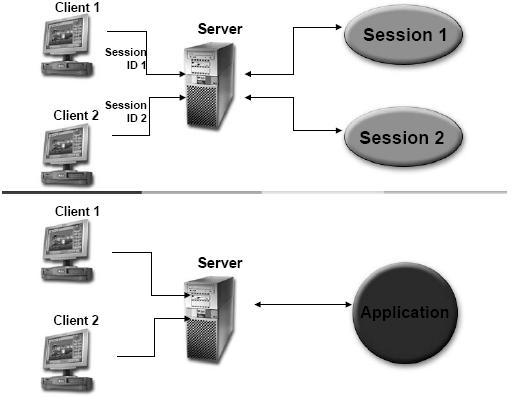 Client 1
Server
Session 1
Session
ID 1
Client 2
Session
ID 2
Session 2
Client 1
Server
Application
Client 2